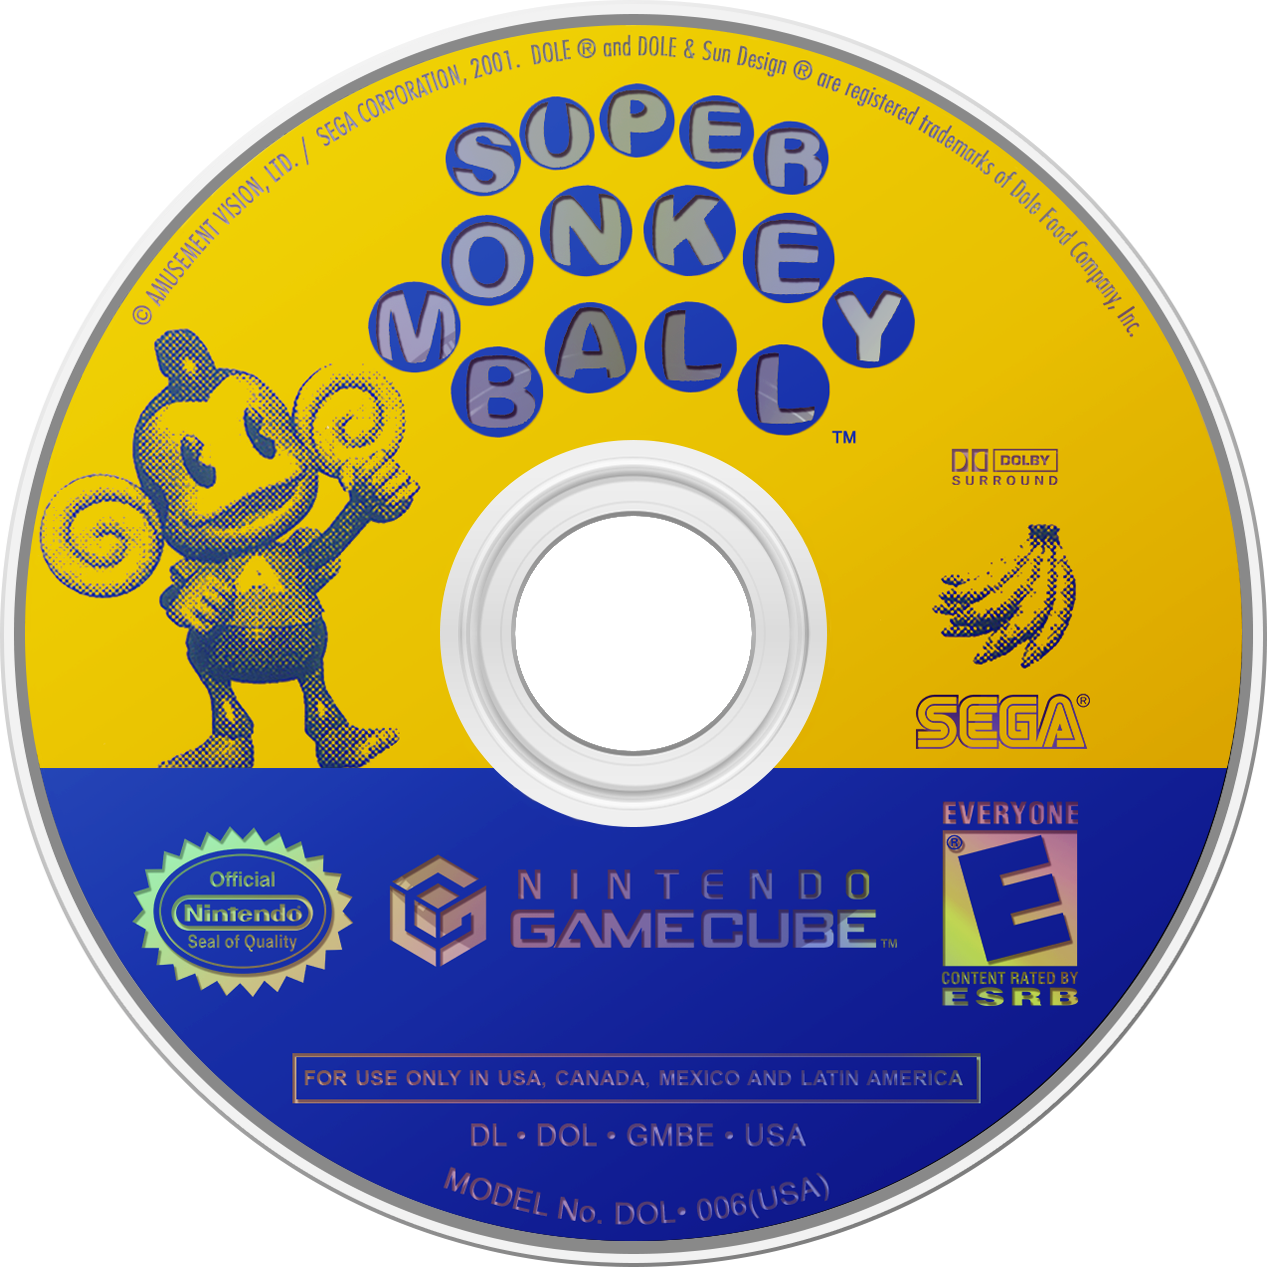 © AMUSEMENT VISION, LTD. / SEGA CORPORATION, 2001. DOLE ® and DOLE & Sun Design ® are registered trademarks of Dole Food Company, Inc.
SUPER
MONKEY
BALL
TM
DOLBY
SURROUND
SEGA®
EVERYONE
® E
CONTENT RATED BY
ESRB
Official
Nintendo®
Seal of Quality
NINTENDO
GAMECUBE™
FOR USE ONLY IN USA, CANADA, MEXICO AND LATIN AMERICA
DL • DOL • GMBE • USA
MODEL No. DOL• 006(USA)